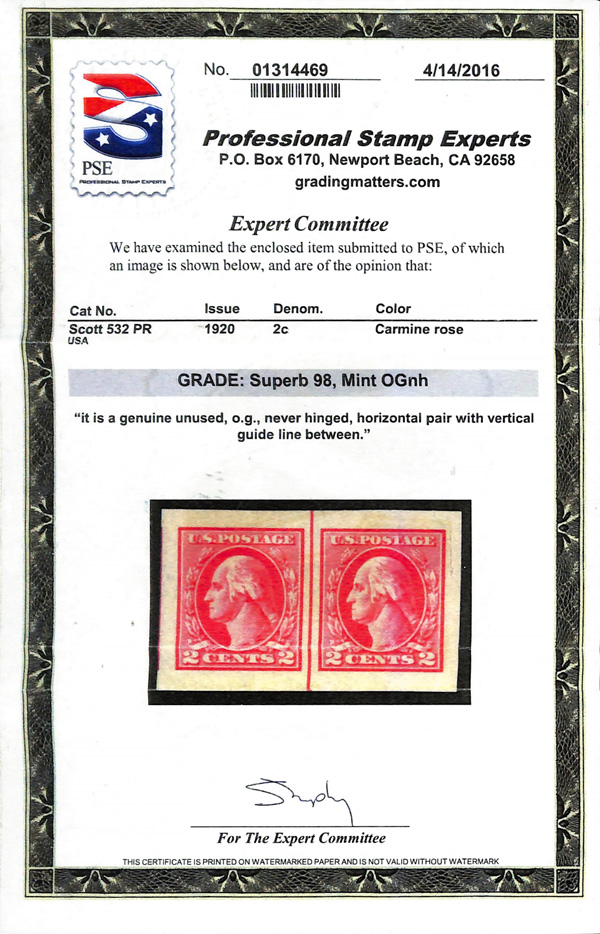 No. 01314469 4/14/2016
PSE
PROFESSIONAL STAMP EXPERTS
Professional Stamp Experts
P.O. Box 6170, Newport Beach, CA 92658
gradingmatters.com
Expert Committee
We have examined the enclosed item submitted to PSE, of which
an image is shown below, and are of the opinion that:
Cat No. Issue Denom. Color
Scott 532 PR 1920 2c Carmine rose
USA
GRADE: Superb 98, Mint OGnh
“it is a genuine unused, o.g., never hinged, horizontal pair with vertical
guide line between.”
U.S. POSTAGE U.S. POSTAGE
2 CENTS 2 2 CENTS 2
For The Expert Committee
THIS CERTIFICATE IS PRINTED ON WATERMARKED PAPER AND IS NOT VALID WITHOUT WATERMARK